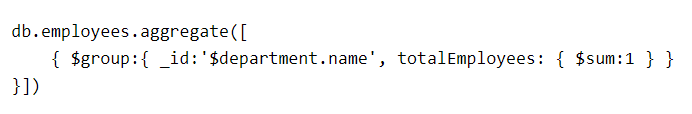 db.employees.aggregate([
{ $group:{ _id:'$department.name', totalEmployees: { $sum:1 } }
}])